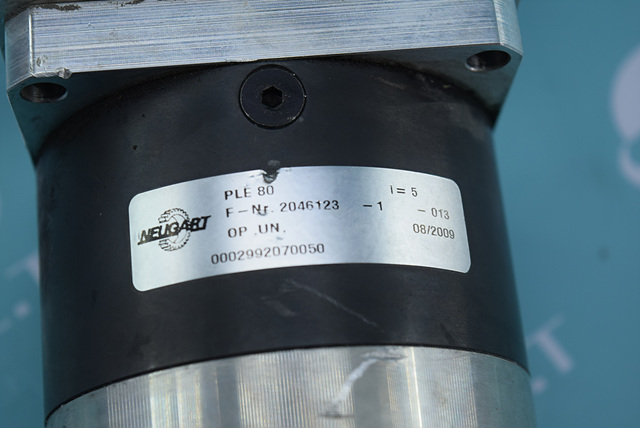 PLE 80 i = 5
F-Nr. 2046123 -1 - 013
OP .UN. 08/2009
0002992070050
NEUGART